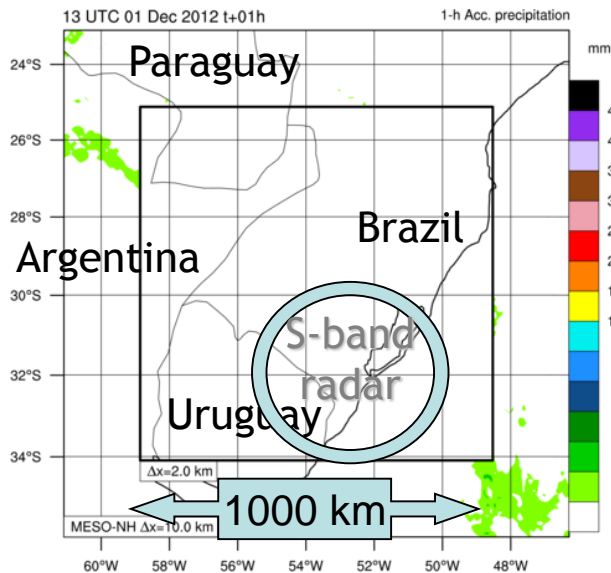 13 UTC 01 Dec 2012 t+01h
1-h Acc. precipitation
mm
24°S
26°S
28°S
30°S
32°S
34°S
Paraguay
Brazil
Argentina
S-band
radar
Uruguay
Δx=2.0 km
1000 km
MESO-NH Δx=10.0 km
60°W
58°W
56°W
54°W
52°W
50°W
48°W